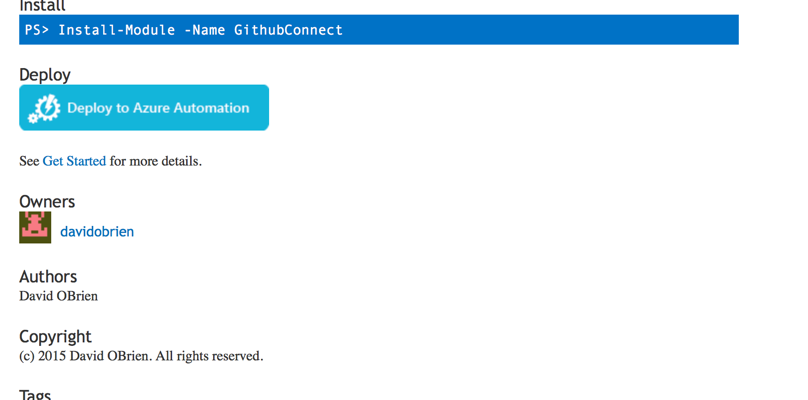 Install
PS> Install-Module -Name GithubConnect
Deploy
Deploy to Azure Automation
See Get Started for more details.
Owners
davidobrien
Authors
David OBrien
Copyright
(c) 2015 David OBrien. All rights reserved.
Tags